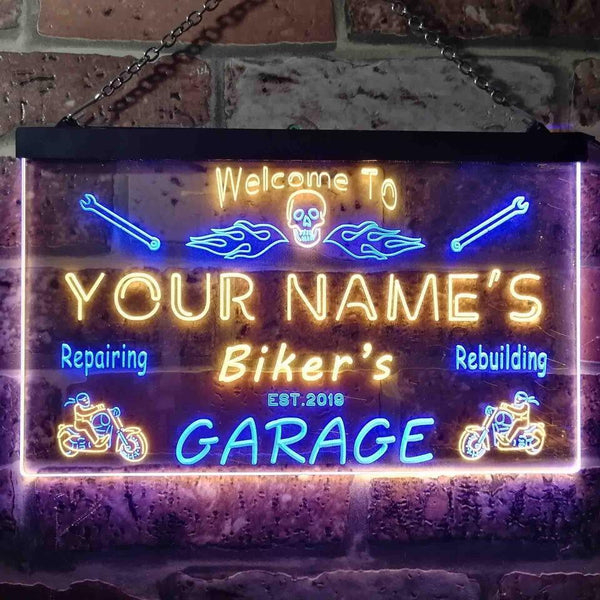 Welcome To
YOUR NAME'S
Repairing Biker's Rebuilding
EST.2019
GARAGE